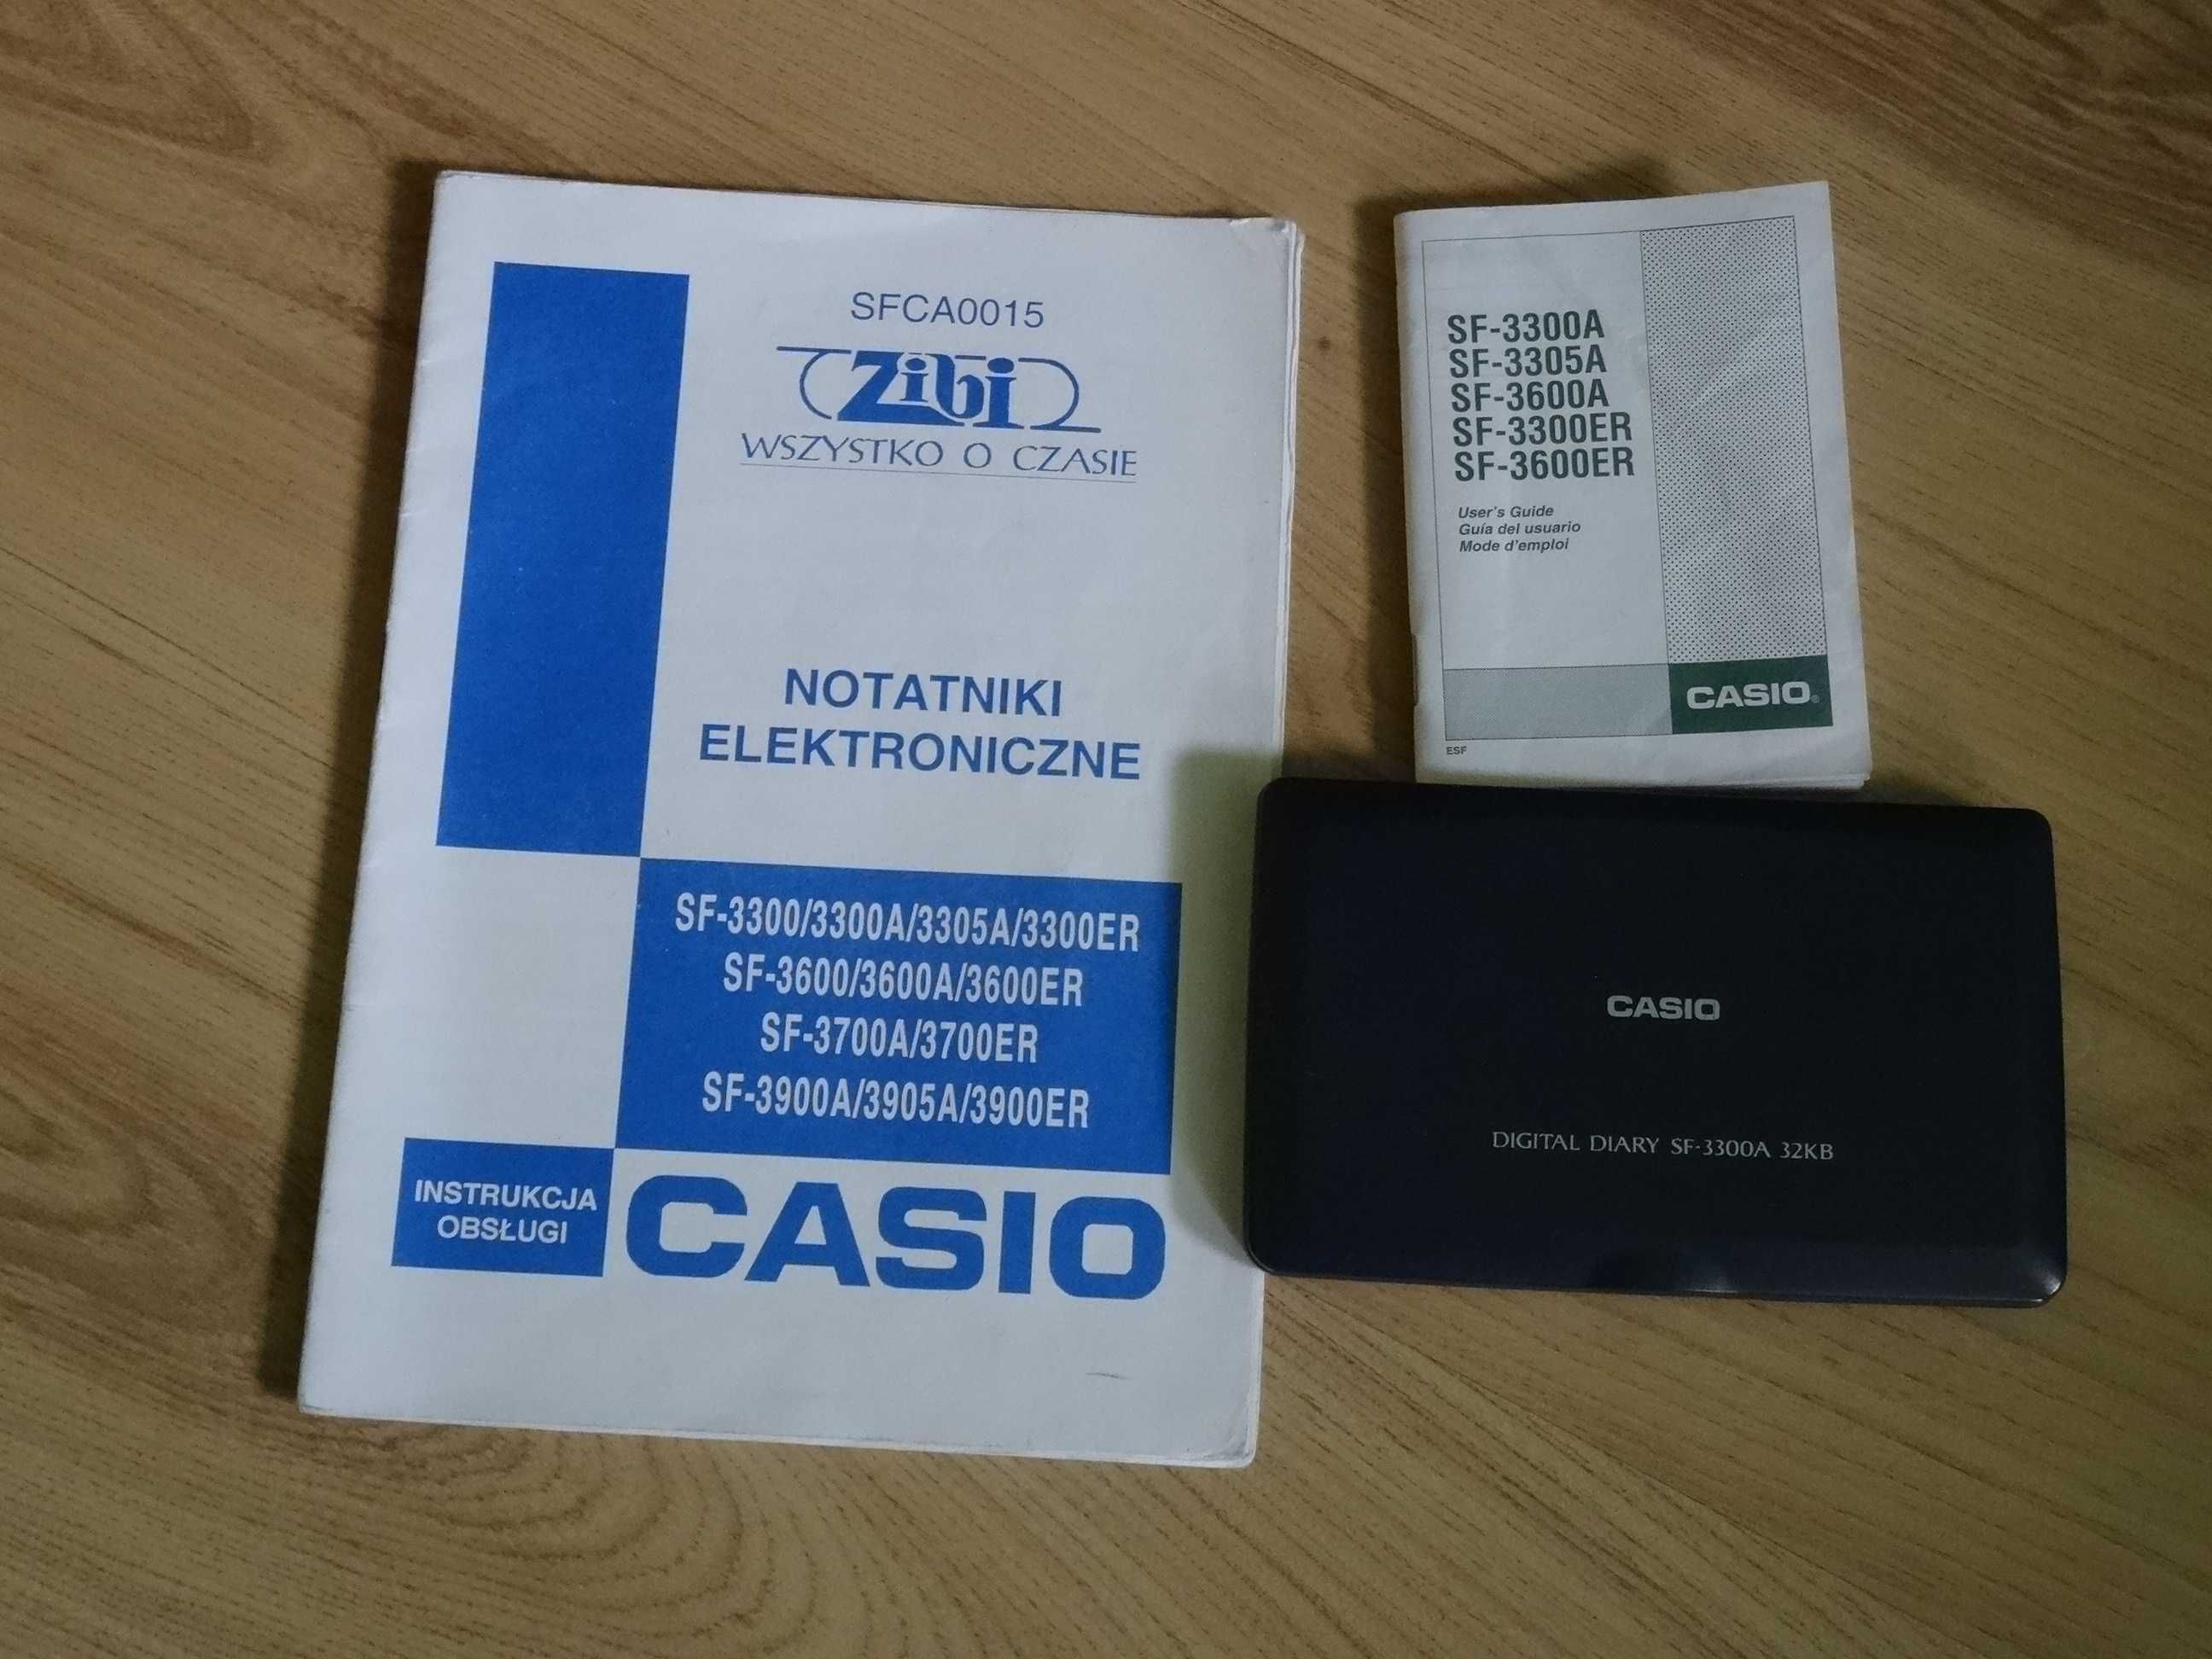 SFCA0015
Zibi
WSZYSTKO O CZASIE
NOTATNIKI
ELEKTRONICZNE
SF-3300/3300A/3305A/3300ER
SF-3600/3600A/3600ER
SF-3700A/3700ER
SF-3900A/3905A/3900ER
INSTRUKCJA
OBSŁUGI
CASIO
SF-3300A
SF-3305A
SF-3600A
SF-3300ER
SF-3600ER
User's Guide
Guía del usuario
Mode d'emploi
CASIO®
ESF
CASIO
DIGITAL DIARY SF-3300A 32KB